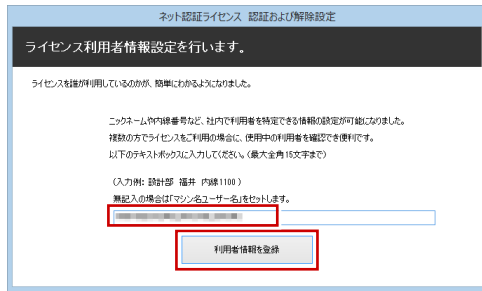 ネット認証ライセンス 認証および解除設定
ライセンス利用者情報設定を行います。
ライセンスを誰が利用しているのかが、簡単にわかるようになりました。
ニックネームや内線番号など、社内で利用者を特定できる情報の設定が可能になりました。
複数の方でライセンスをご利用の場合に、使用中の利用者を確認でき便利です。
以下のテキストボックスに入力してください。(最大全角15文字まで)
(入力例: 設計部 福井 内線1100)
無記入の場合は「マシン名ユーザー名」をセットします。
利用者情報を登録